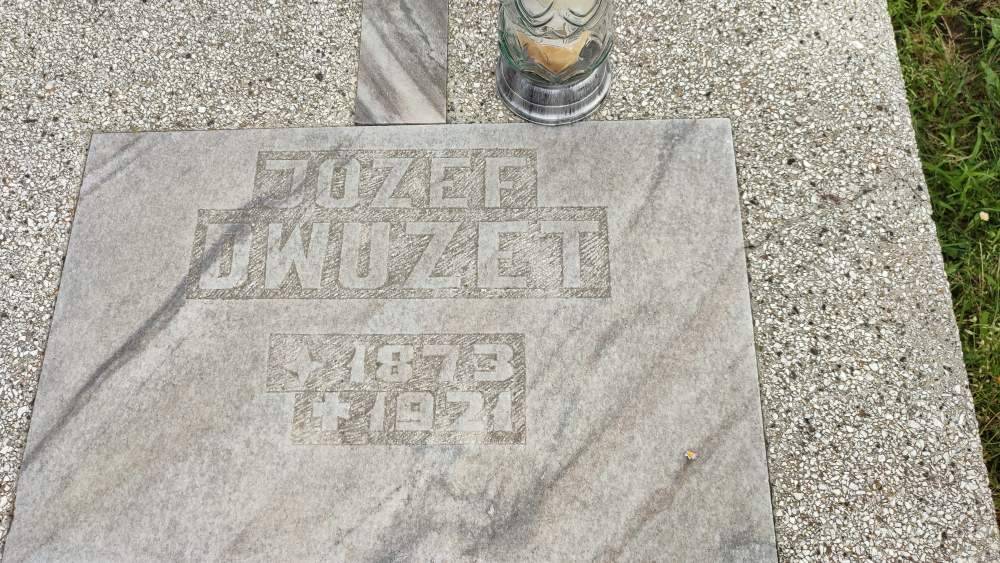 JOZEF
DWUZET
1873
1921